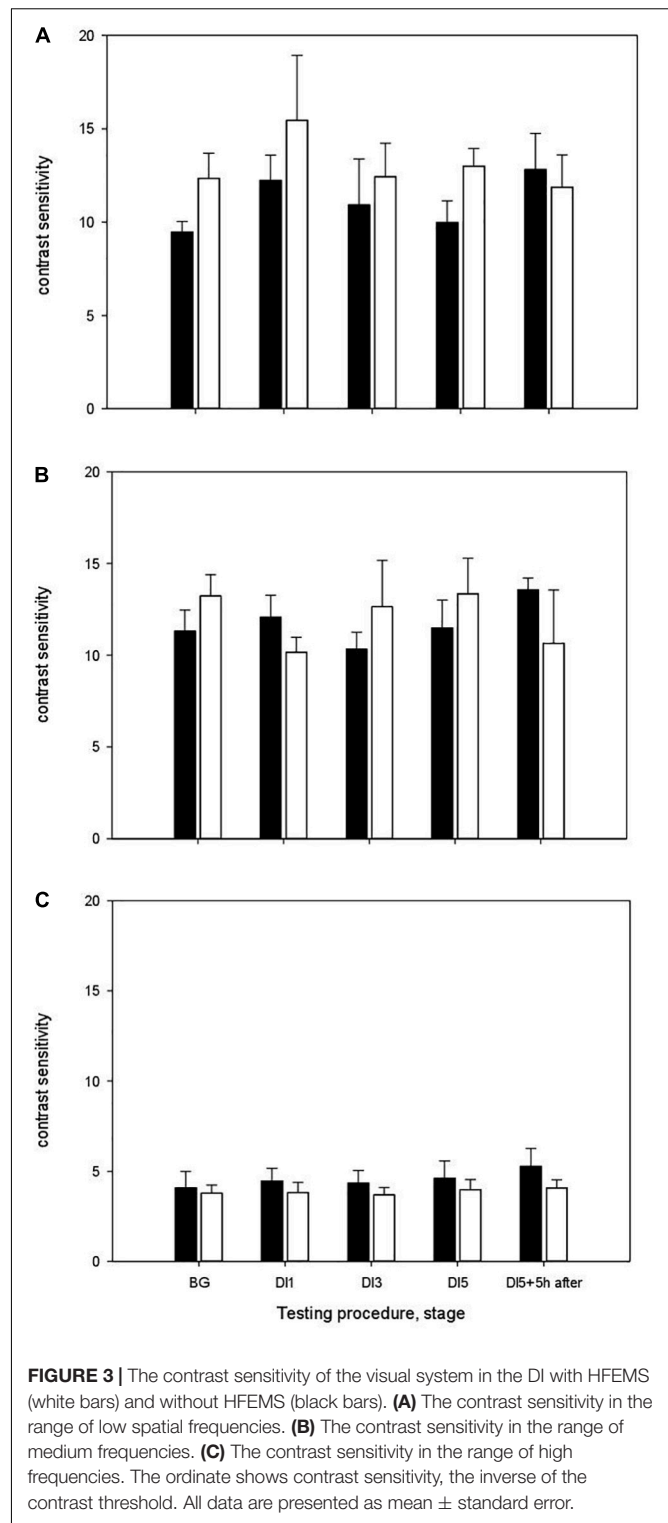 A
20
15
10
5
0
contrast sensitivity
B
20
15
10
5
0
contrast sensitivity
C
20
15
10
5
0
contrast sensitivity
BG DI1 DI3 DI5 DI5+5h after
Testing procedure, stage
FIGURE 3 | The contrast sensitivity of the visual system in the DI with HFEMS
(white bars) and without HFEMS (black bars). (A) The contrast sensitivity in the
range of low spatial frequencies. (B) The contrast sensitivity in the range of
medium frequencies. (C) The contrast sensitivity in the range of high
frequencies. The ordinate shows contrast sensitivity, the inverse of the
contrast threshold. All data are presented as mean ± standard error.